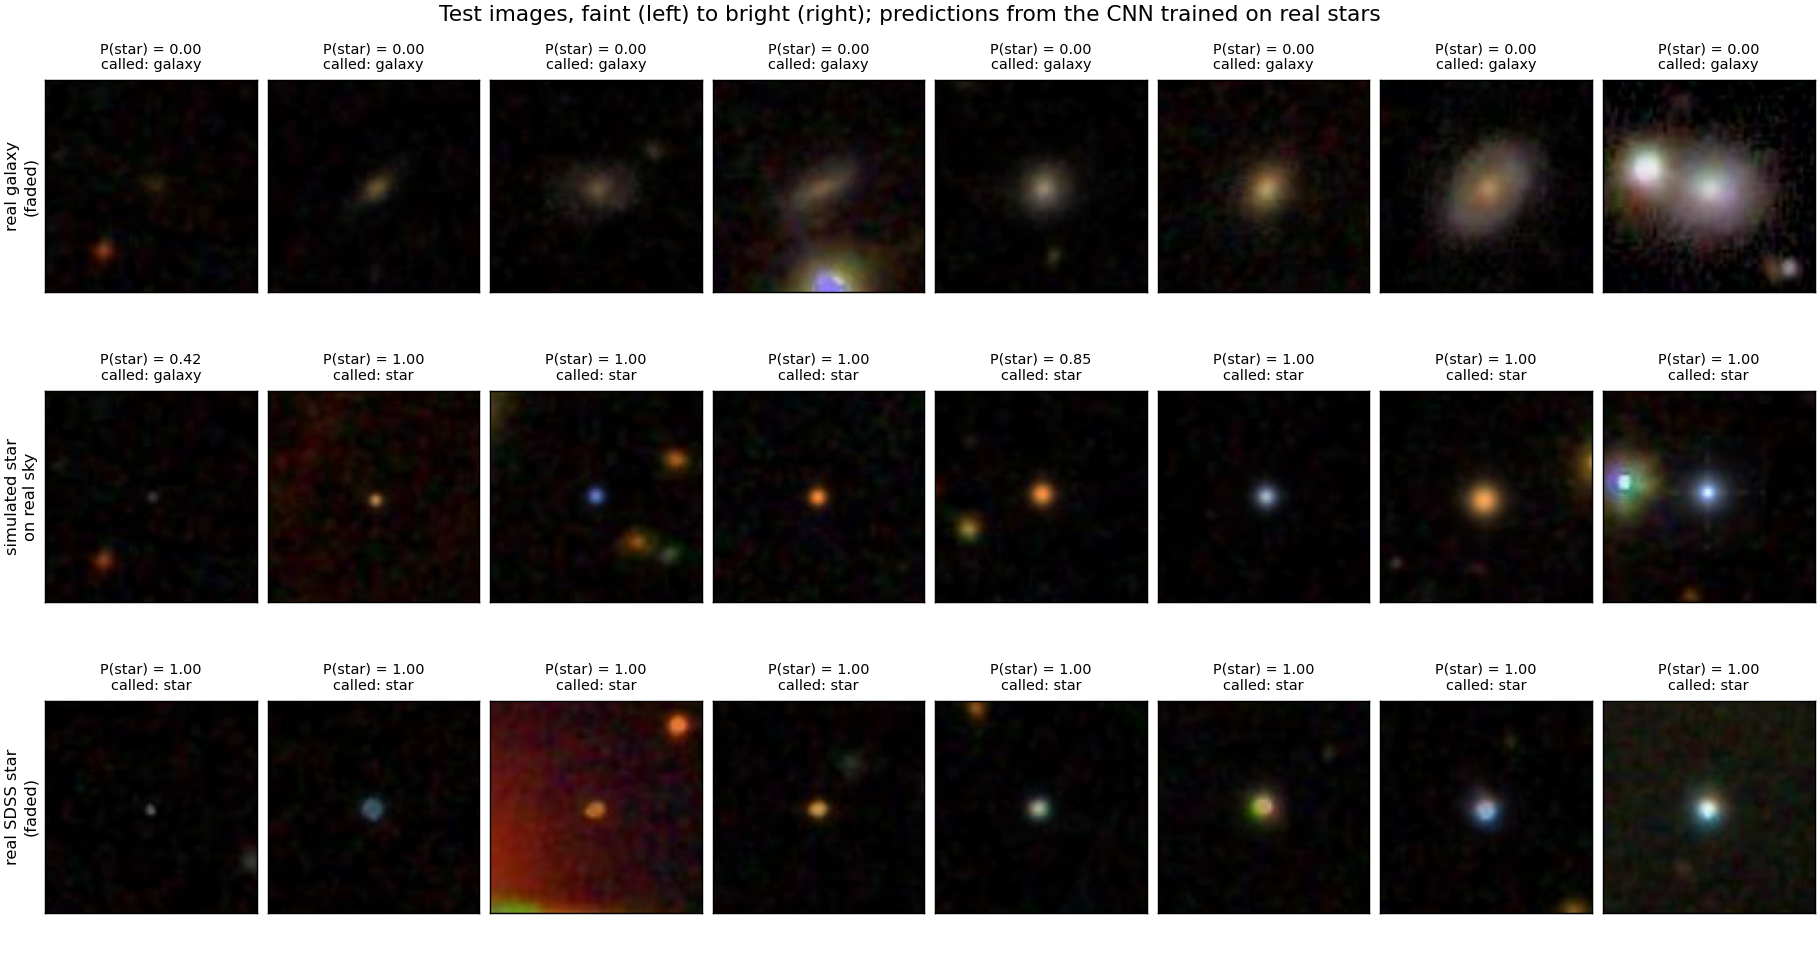 Test images, faint (left) to bright (right); predictions from the CNN trained on real stars
real galaxy
(faded)
P(star) = 0.00
called: galaxy
P(star) = 0.00
called: galaxy
P(star) = 0.00
called: galaxy
P(star) = 0.00
called: galaxy
P(star) = 0.00
called: galaxy
P(star) = 0.00
called: galaxy
P(star) = 0.00
called: galaxy
P(star) = 0.00
called: galaxy
simulated star
on real sky
P(star) = 0.42
called: galaxy
P(star) = 1.00
called: star
P(star) = 1.00
called: star
P(star) = 1.00
called: star
P(star) = 0.85
called: star
P(star) = 1.00
called: star
P(star) = 1.00
called: star
P(star) = 1.00
called: star
real SDSS star
(faded)
P(star) = 1.00
called: star
P(star) = 1.00
called: star
P(star) = 1.00
called: star
P(star) = 1.00
called: star
P(star) = 1.00
called: star
P(star) = 1.00
called: star
P(star) = 1.00
called: star
P(star) = 1.00
called: star